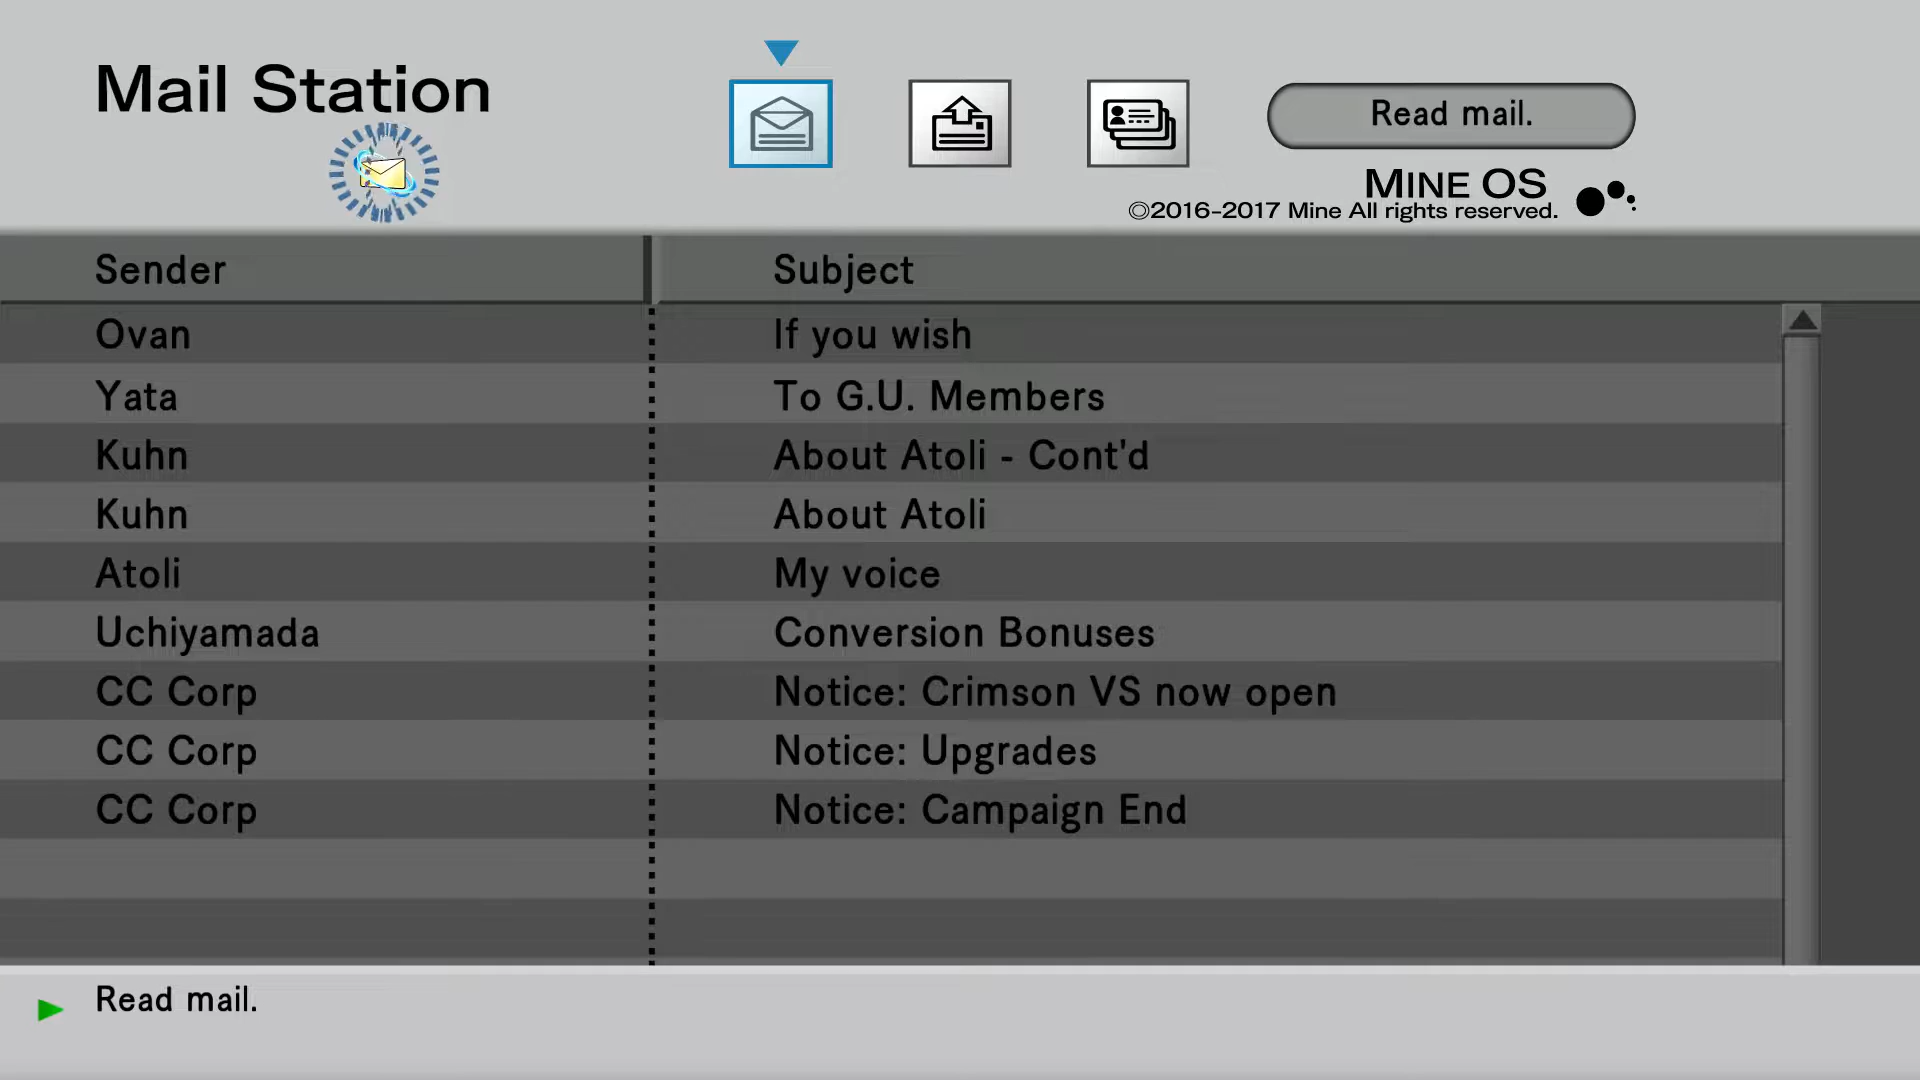 Mail Station
Read mail.
MINE OS
©2016-2017 Mine All rights reserved.
Sender Subject
Ovan If you wish
Yata To G.U. Members
Kuhn About Atoli - Cont'd
Kuhn About Atoli
Atoli My voice
Uchiyamada Conversion Bonuses
CC Corp Notice: Crimson VS now open
CC Corp Notice: Upgrades
CC Corp Notice: Campaign End
Read mail.